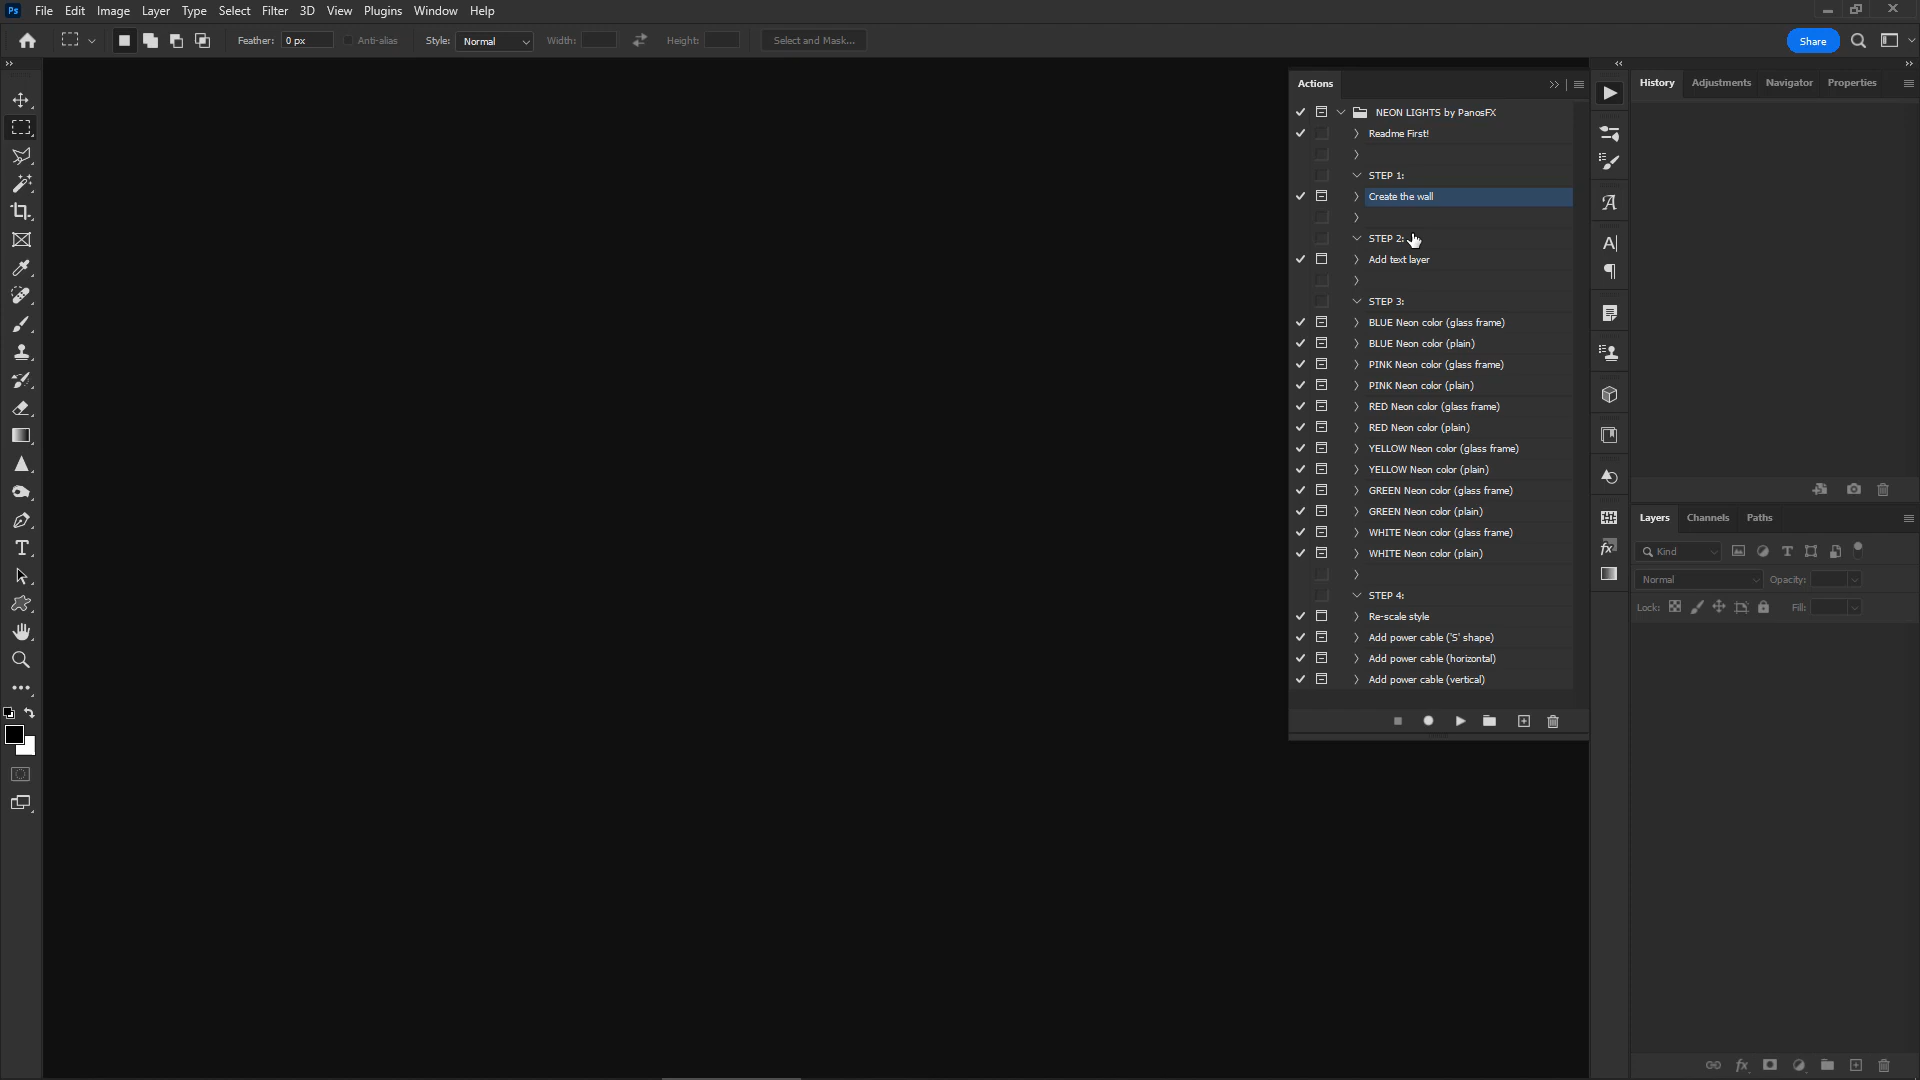 Ps File Edit Image Layer Type Select Filter 3D View Plugins Window Help
Feather: 0 px Anti-alias Style: Normal Width: Height: Select and Mask... Share
Actions
NEON LIGHTS by PanosFX
Readme First!
STEP 1:
Create the wall
STEP 2:
Add text layer
STEP 3:
BLUE Neon color (glass frame)
BLUE Neon color (plain)
PINK Neon color (glass frame)
PINK Neon color (plain)
RED Neon color (glass frame)
RED Neon color (plain)
YELLOW Neon color (glass frame)
YELLOW Neon color (plain)
GREEN Neon color (glass frame)
GREEN Neon color (plain)
WHITE Neon color (glass frame)
WHITE Neon color (plain)
STEP 4:
Re-scale style
Add power cable ('S' shape)
Add power cable (horizontal)
Add power cable (vertical)
History Adjustments Navigator Properties
Layers Channels Paths
Kind
Normal Opacity:
Lock: Fill: